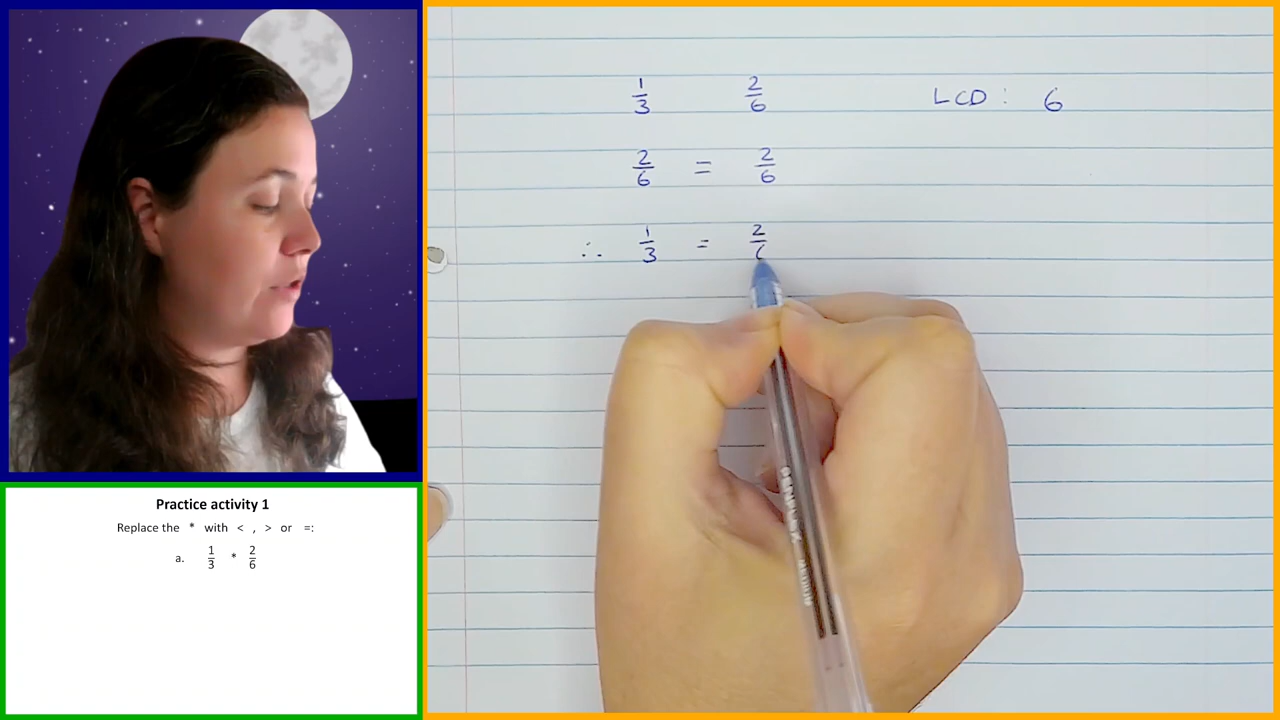 1/3 2/6 LCD: 6
2/6 = 2/6
∴ 1/3 = 2/6
Practice activity 1
Replace the * with < , > or =:
a. 1/3 * 2/6